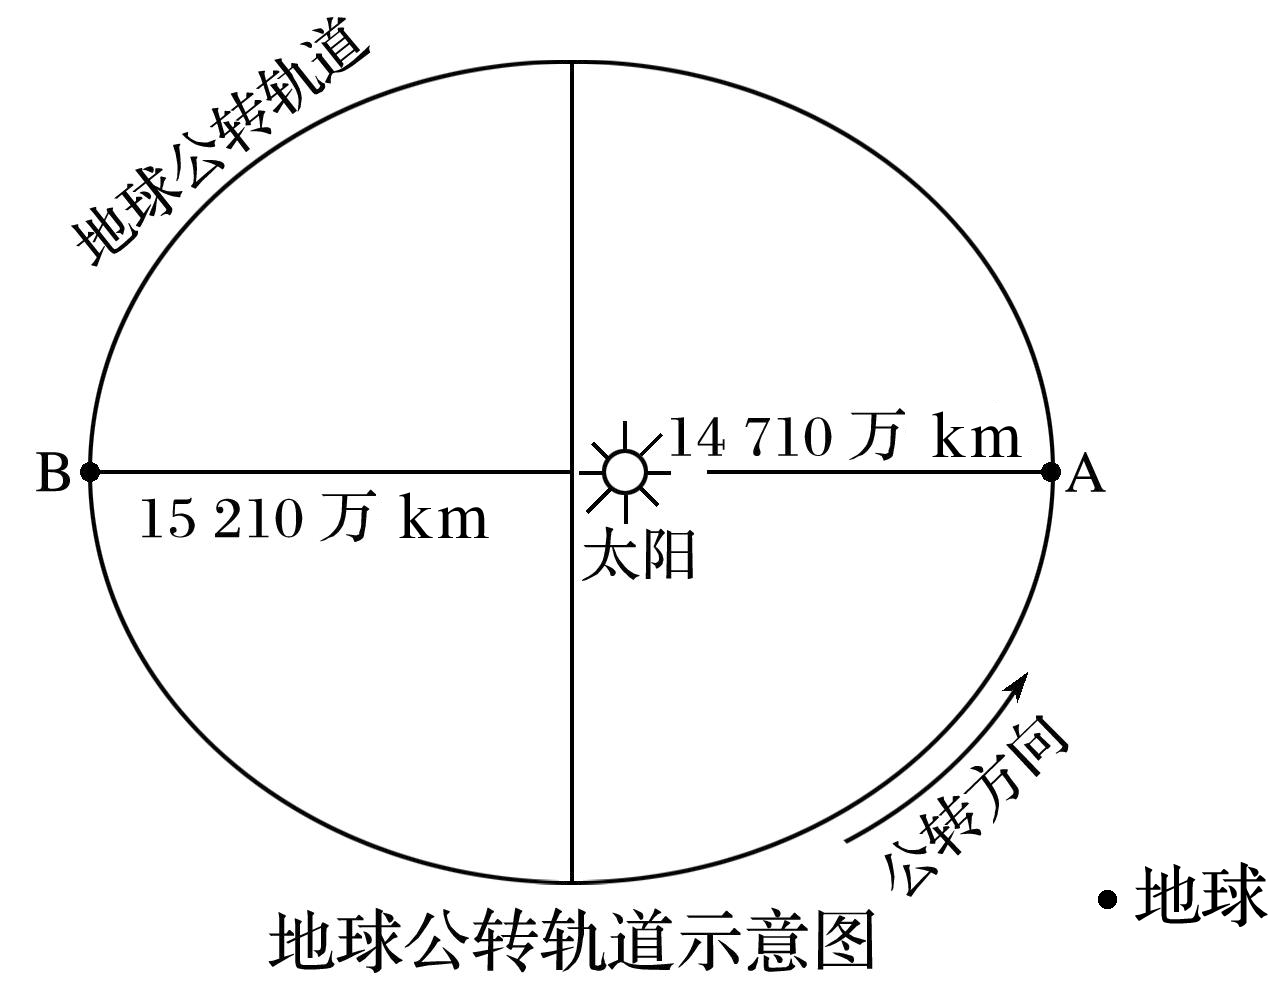 地球公转轨道
14 710 万 km
B
A
15 210 万 km
太阳
公转方向
地球
地球公转轨道示意图